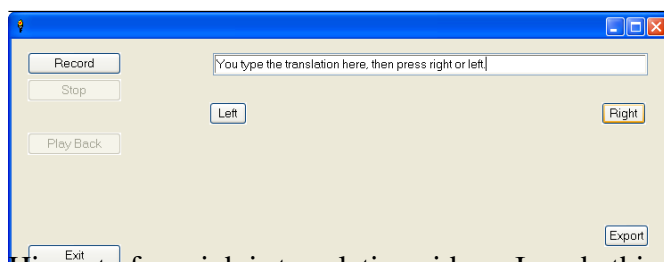 Record
You type the translation here, then press right or left.
Stop
Left
Right
Play Back
Export
Exit